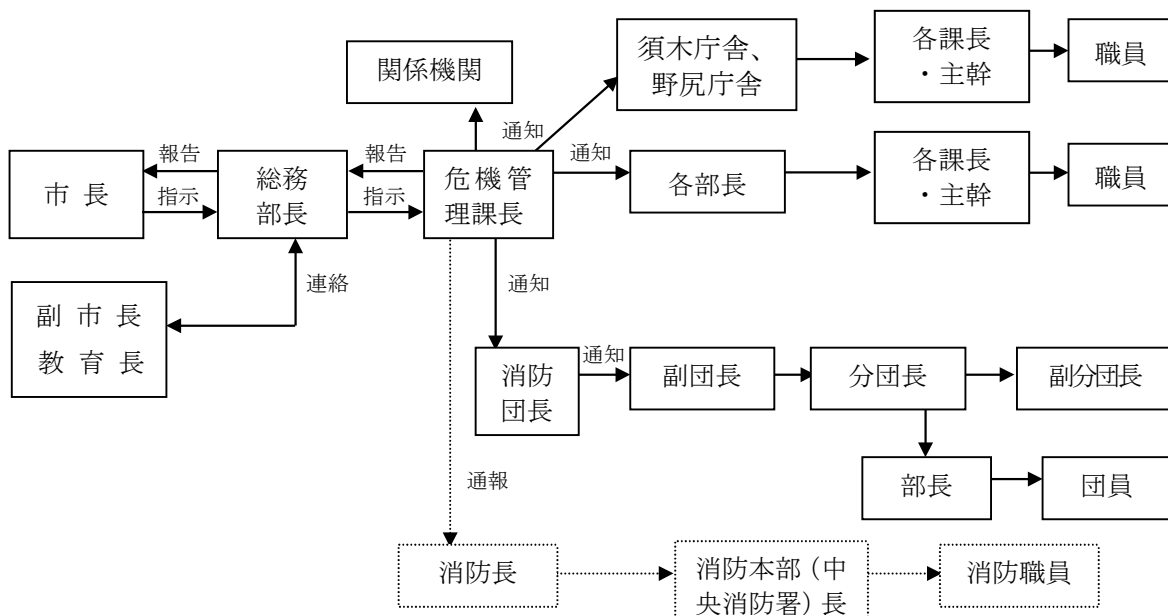 関係機関
須木庁舎、
野尻庁舎
各課長
・主幹
職員
通知
報告
報告
通知
市 長
指示
総務
部長
指示
危機管
理課長
各部長
各課長
・主幹
職員
連絡
通知
副 市 長
教 育 長
消防
団長
通知
副団長
分団長
副分団長
通報
部長
団員
消防長
消防本部（中
央消防署）長
消防職員